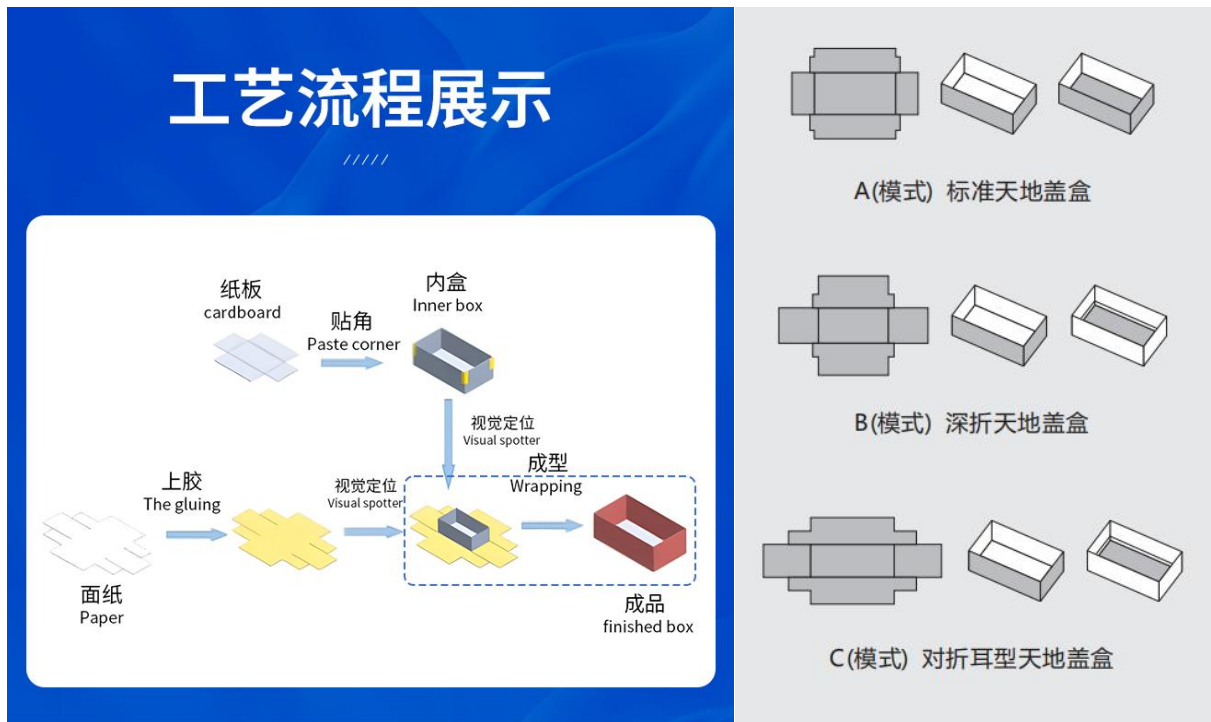 工艺流程展示
/////
纸板
cardboard
贴角
Paste corner
内盒
Inner box
视觉定位
Visual spotter
上胶
The gluing
视觉定位
Visual spotter
成型
Wrapping
面纸
Paper
成品
finished box
A(模式) 标准天地盖盒
B(模式) 深折天地盖盒
C(模式) 对折耳型天地盖盒